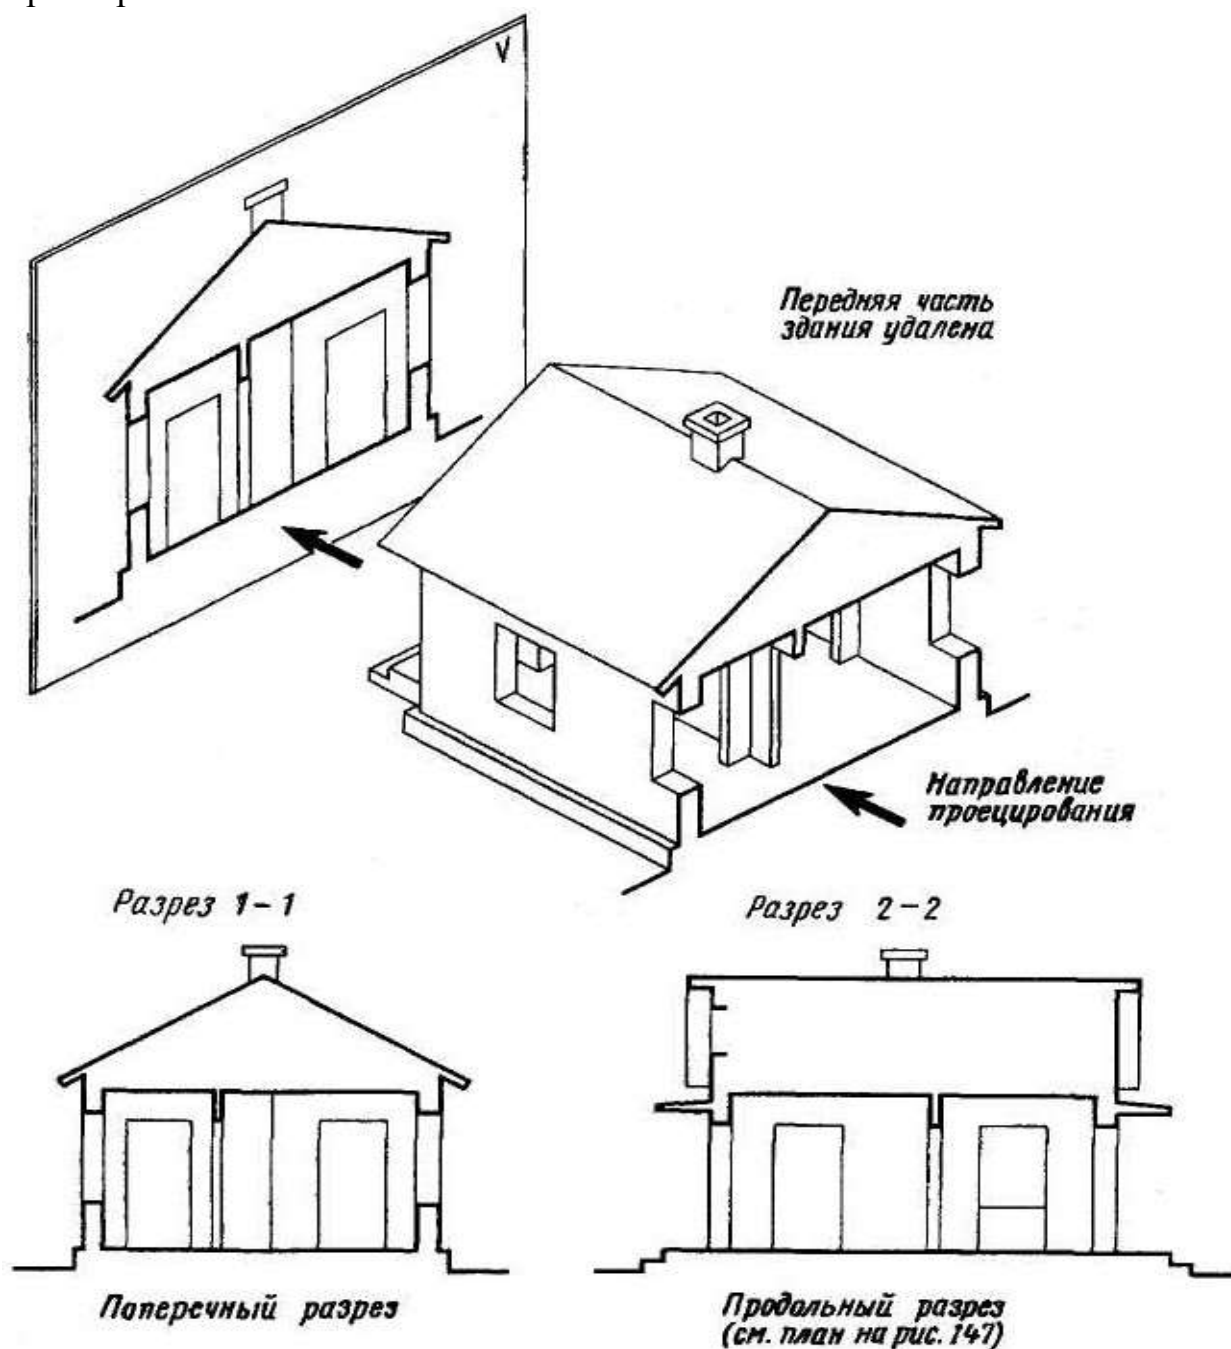 V
Передняя часть
здания удалена
Направление
проецирования
Разрез 1-1
Разрез 2-2
Поперечный разрез
Продольный разрез
(см. план на рис. 147)